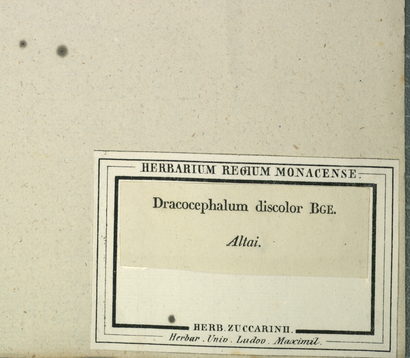 HERBARIUM REGIUM MONACENSE.
Dracocephalum discolor BGE.
Altai.
HERB. ZUCCARINII.
Herbar. Univ. Ludov. Maximil.